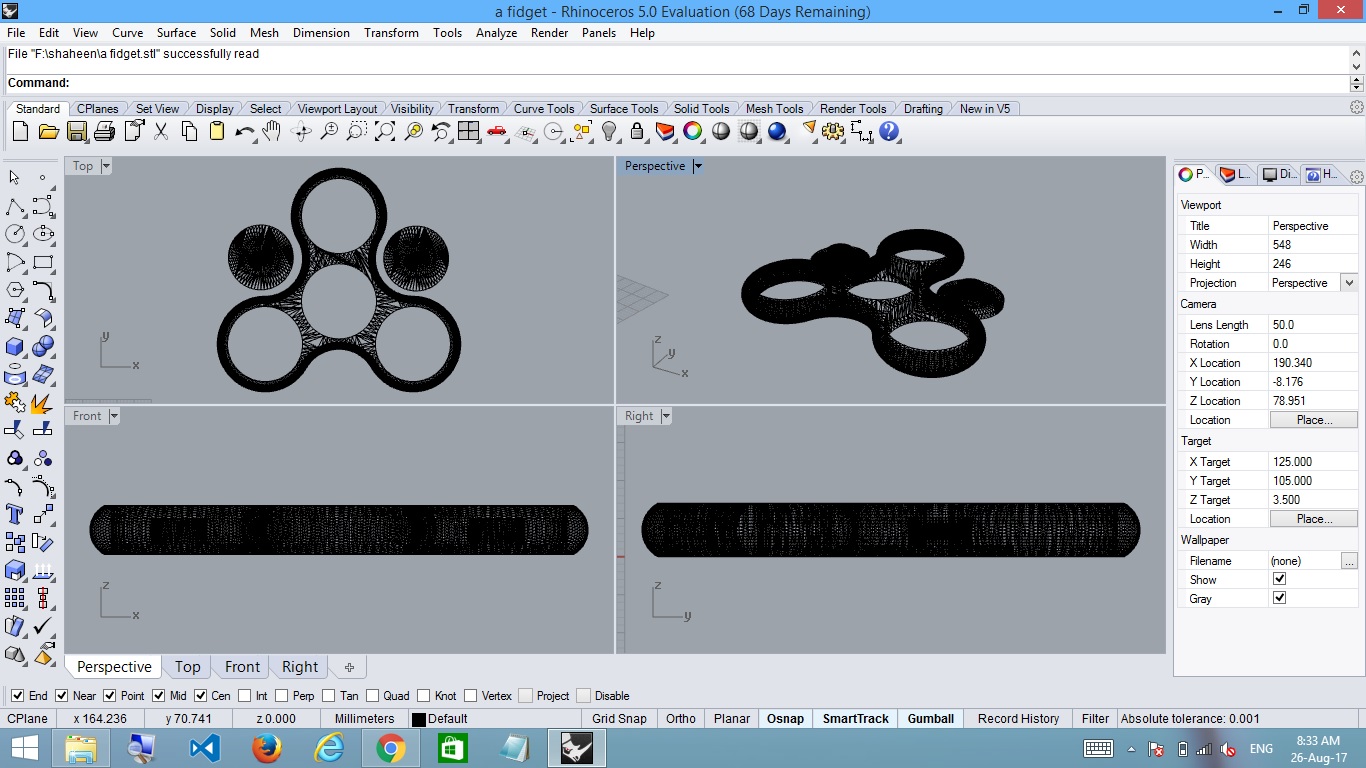 a fidget - Rhinoceros 5.0 Evaluation (68 Days Remaining)
File Edit View Curve Surface Solid Mesh Dimension Transform Tools Analyze Render Panels Help
File "F:\shaheen\a fidget.stl" successfully read
Command:
Standard CPlanes Set View Display Select Viewport Layout Visibility Transform Curve Tools Surface Tools Solid Tools Mesh Tools Render Tools Drafting New in V5
Top
Perspective
P... L... Di... H...
Viewport
Title Perspective
Width 548
Height 246
Projection Perspective
Camera
Lens Length 50.0
Rotation 0.0
X Location 190.340
Y Location -8.176
Z Location 78.951
Location Place...
Target
X Target 125.000
Y Target 105.000
Z Target 3.500
Location Place...
Wallpaper
Filename (none) ...
Show
Gray
y
x
z
y
x
Front
Right
z
x
z
y
Perspective Top Front Right
End Near Point Mid Cen Int Perp Tan Quad Knot Vertex Project Disable
CPlane x 164.236 y 70.741 z 0.000 Millimeters Default Grid Snap Ortho Planar Osnap SmartTrack Gumball Record History Filter Absolute tolerance: 0.001
ENG
8:33 AM
26-Aug-17